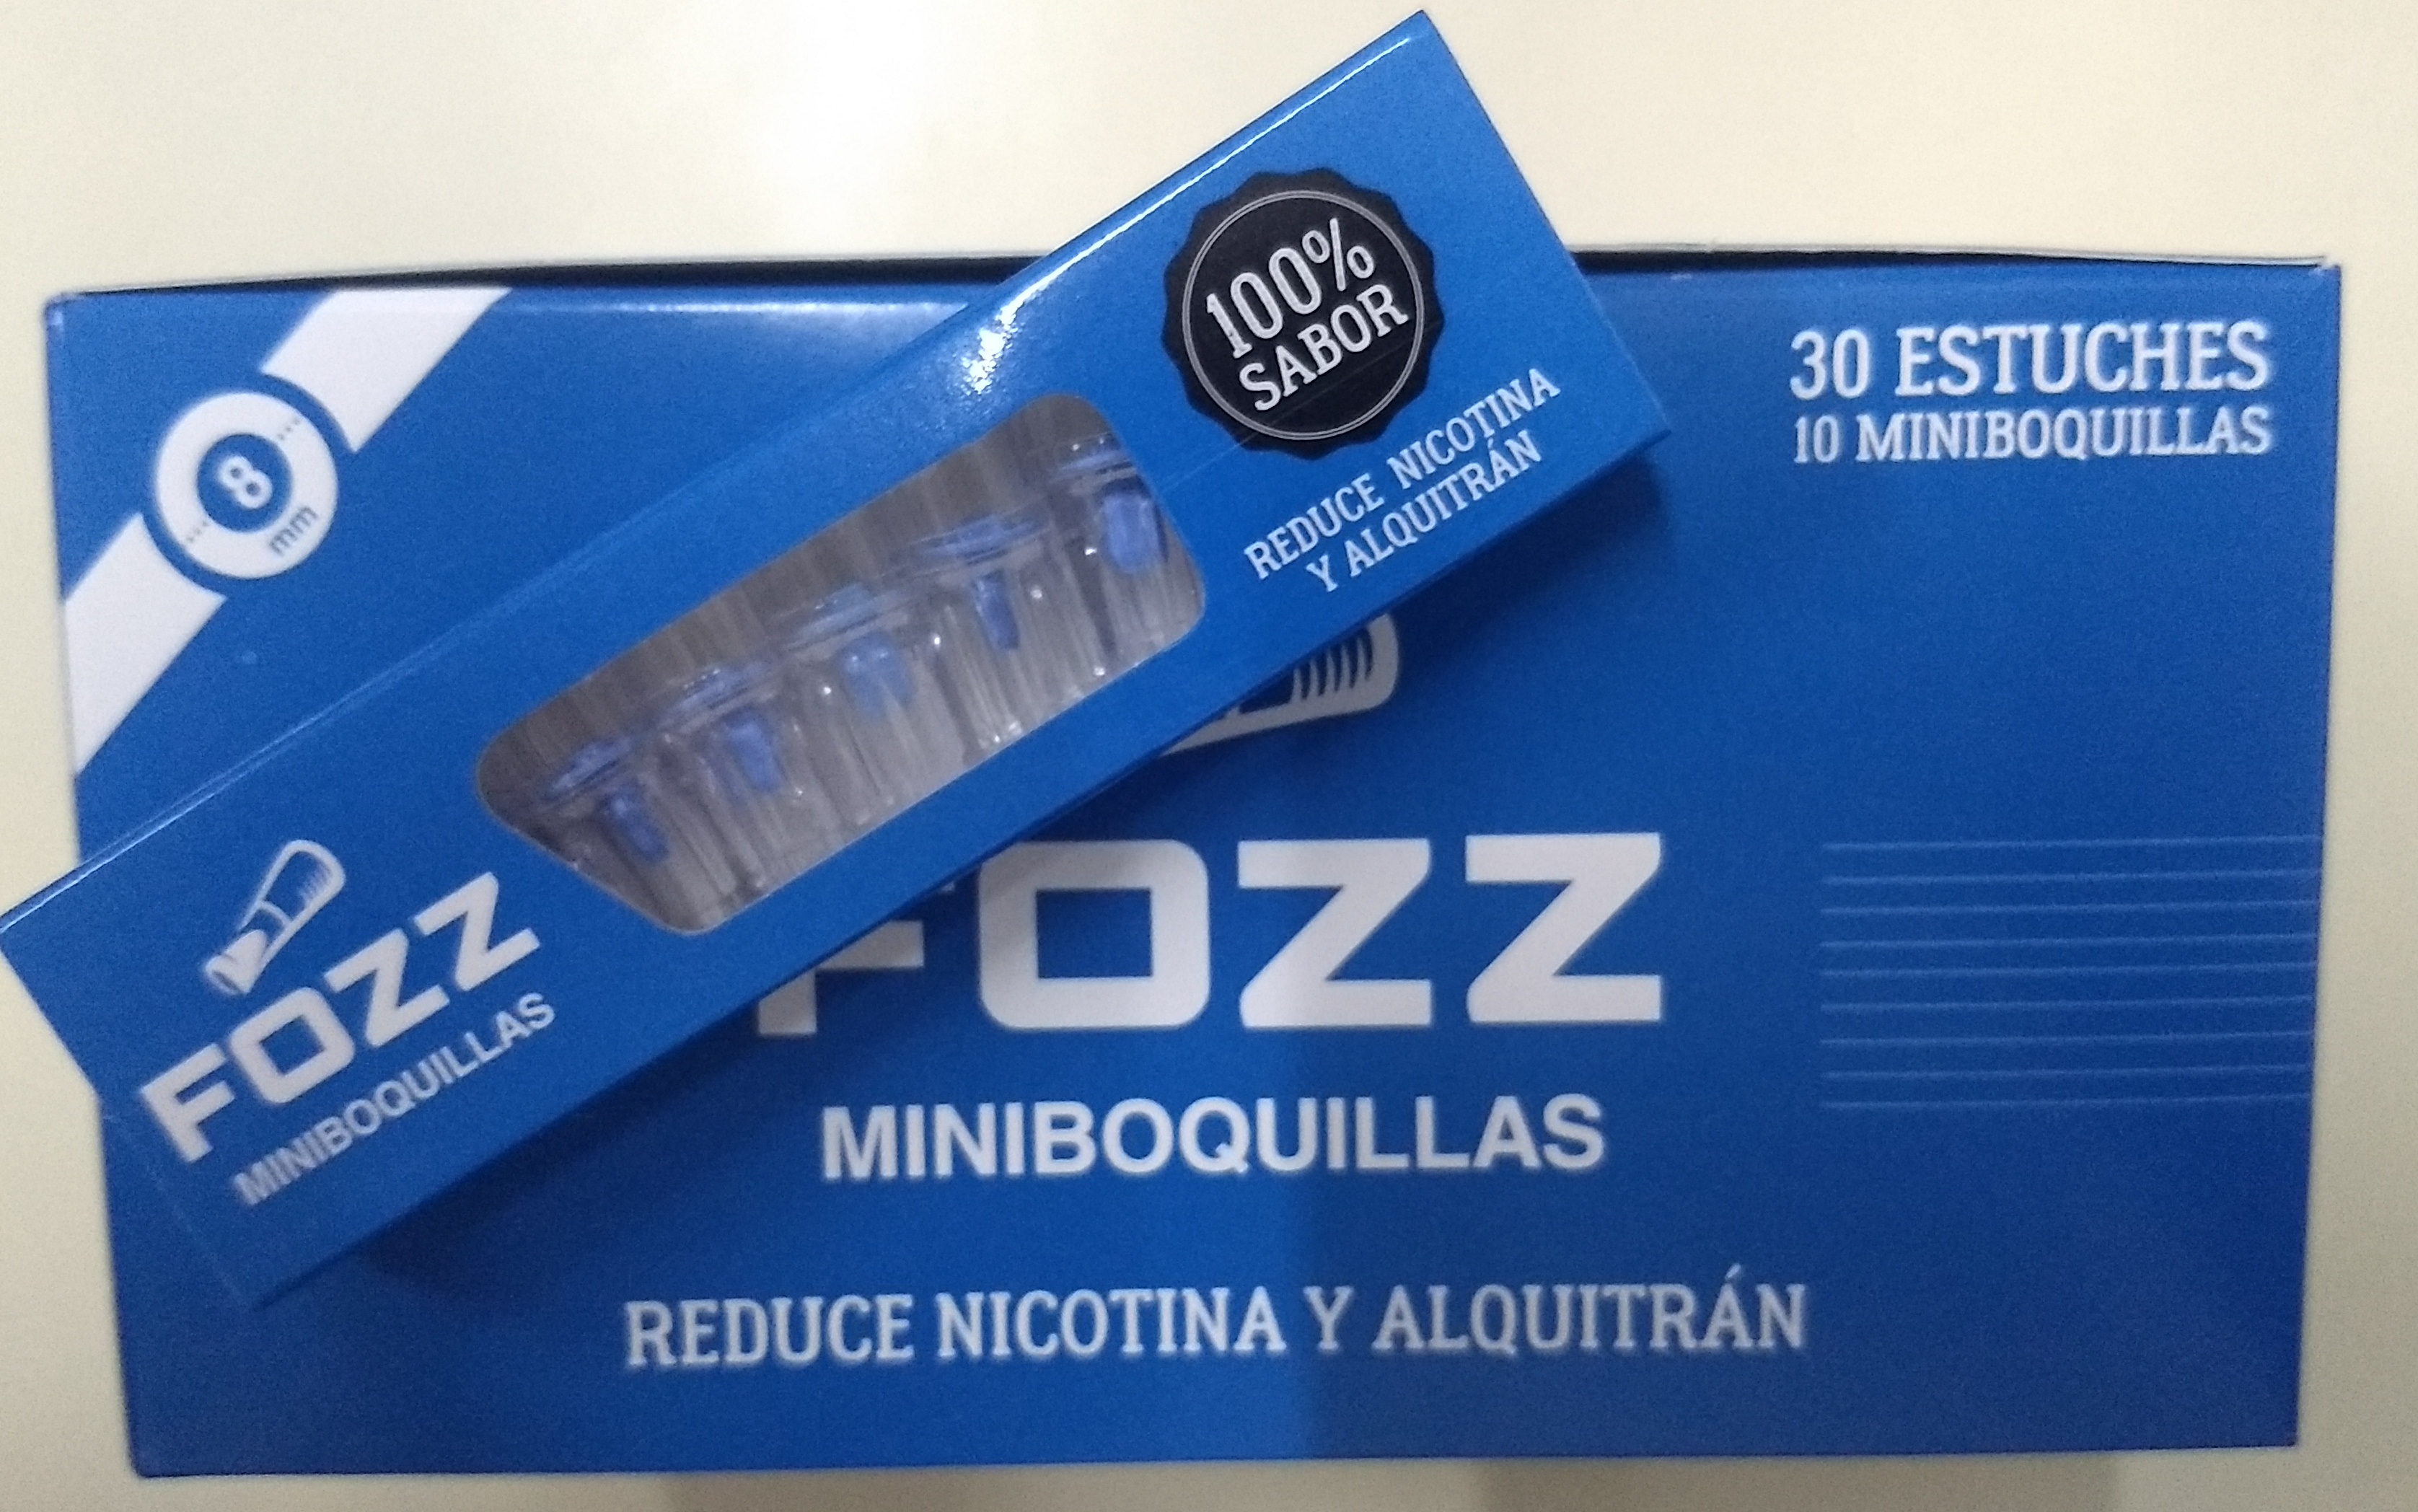 100%
SABOR
REDUCE NICOTINA
Y ALQUITRÁN
FOZZ
MINIBOQUILLAS
8
mm
30 ESTUCHES
10 MINIBOQUILLAS
FOZZ
MINIBOQUILLAS
REDUCE NICOTINA Y ALQUITRÁN